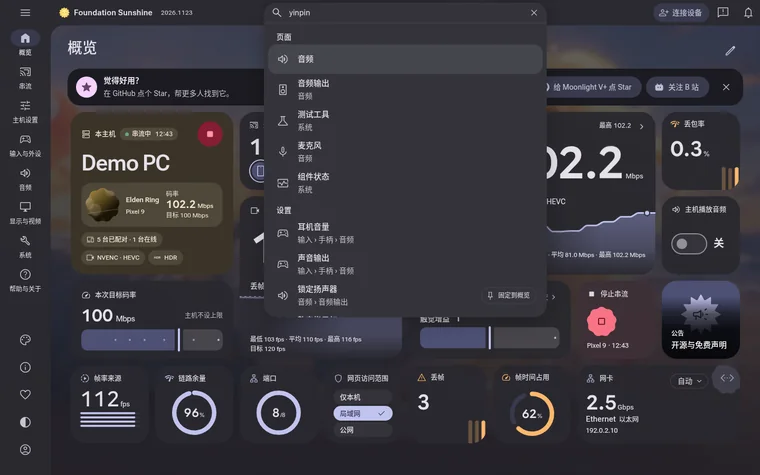 Foundation Sunshine 2026.1123
yinpin
连接设备
概览
串流
主机设置
输入与外设
音频
显示与视频
系统
帮助与关于
概览
觉得好用？
在 GitHub 点个 Star，帮更多人找到它。
给 Moonlight V+ 点 Star
关注 B 站
页面
音频
音频输出
音频
测试工具
系统
麦克风
音频
组件状态
系统
设置
耳机音量
输入 › 手柄 › 音频
声音输出
输入 › 手柄 › 音频
锁定扬声器
音频 › 音频输出
固定到概览
本主机
串流中 12:43
Demo PC
Elden Ring
Pixel 9
码率
102.2 Mbps
目标 100 Mbps
5 台已配对 · 1 台在线
NVENC · HEVC
HDR
最高 102.2
02.2 Mbps
HEVC
平均 81.0 Mbps · 最高 102.2 Mbps
丢包率
0.3 %
主机播放音频
关
本次目标码率
100 Mbps
主机不设上限
丢帧
最低 103 fps · 平均 110 fps · 最高 116 fps
目标 120 fps
触觉增益
停止串流
Pixel 9 · 12:43
公告
开源与免费声明
帧率来源
112 fps
链路余量
96 %
端口
8 /8
网页访问范围
仅本机
局域网
公网
丢帧
3
帧时间占用
62 %
网卡
自动
2.5 Gbps
Ethernet 以太网
192.0.2.10